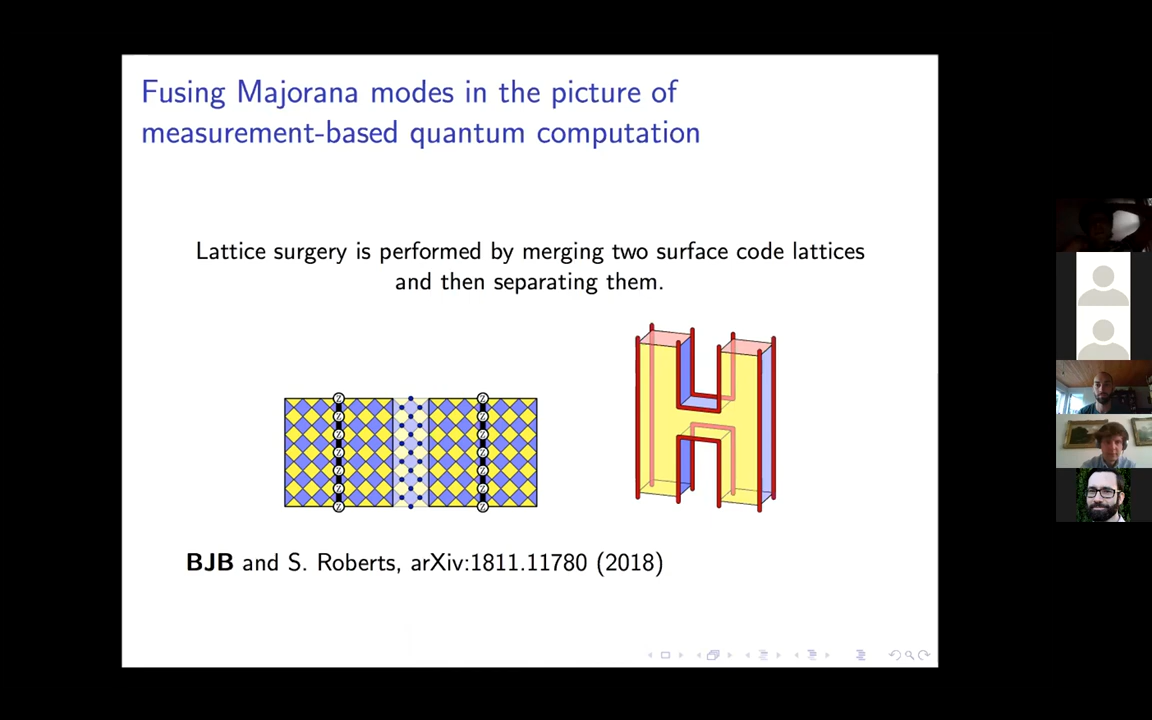 Fusing Majorana modes in the picture of
measurement-based quantum computation
Lattice surgery is performed by merging two surface code lattices
and then separating them.
Z Z
Z Z
Z Z
Z Z
Z Z
Z Z
Z Z
BJB and S. Roberts, arXiv:1811.11780 (2018)